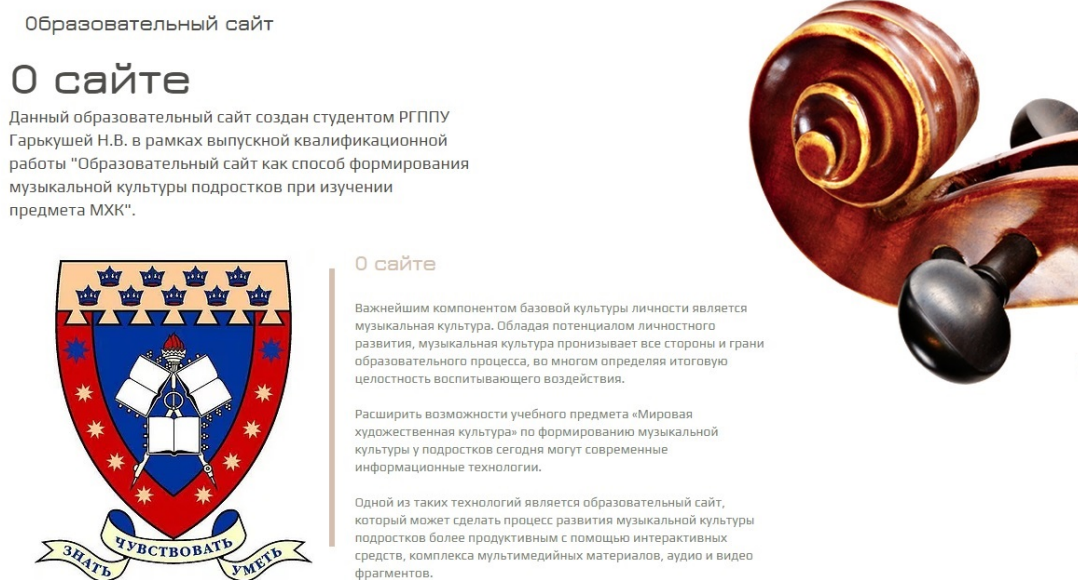 Образовательный сайт
О сайте
Данный образовательный сайт создан студентом РГППУ
Гарькушей Н.В. в рамках выпускной квалификационной
работы "Образовательный сайт как способ формирования
музыкальной культуры подростков при изучении
предмета МХК".
О сайте
Важнейшим компонентом базовой культуры личности является
музыкальная культура. Обладая потенциалом личностного
развития, музыкальная культура пронизывает все стороны и грани
образовательного процесса, во многом определяя итоговую
целостность воспитывающего воздействия.
Расширить возможности учебного предмета «Мировая
художественная культура» по формированию музыкальной
культуры у подростков сегодня могут современные
информационные технологии.
Одной из таких технологий является образовательный сайт,
который может сделать процесс развития музыкальной культуры
подростков более продуктивным с помощью интерактивных
средств, комплекса мультимедийных материалов, аудио и видео
фрагментов.
ЗНАТЬ
ЧУВСТВОВАТЬ
УМЕТЬ